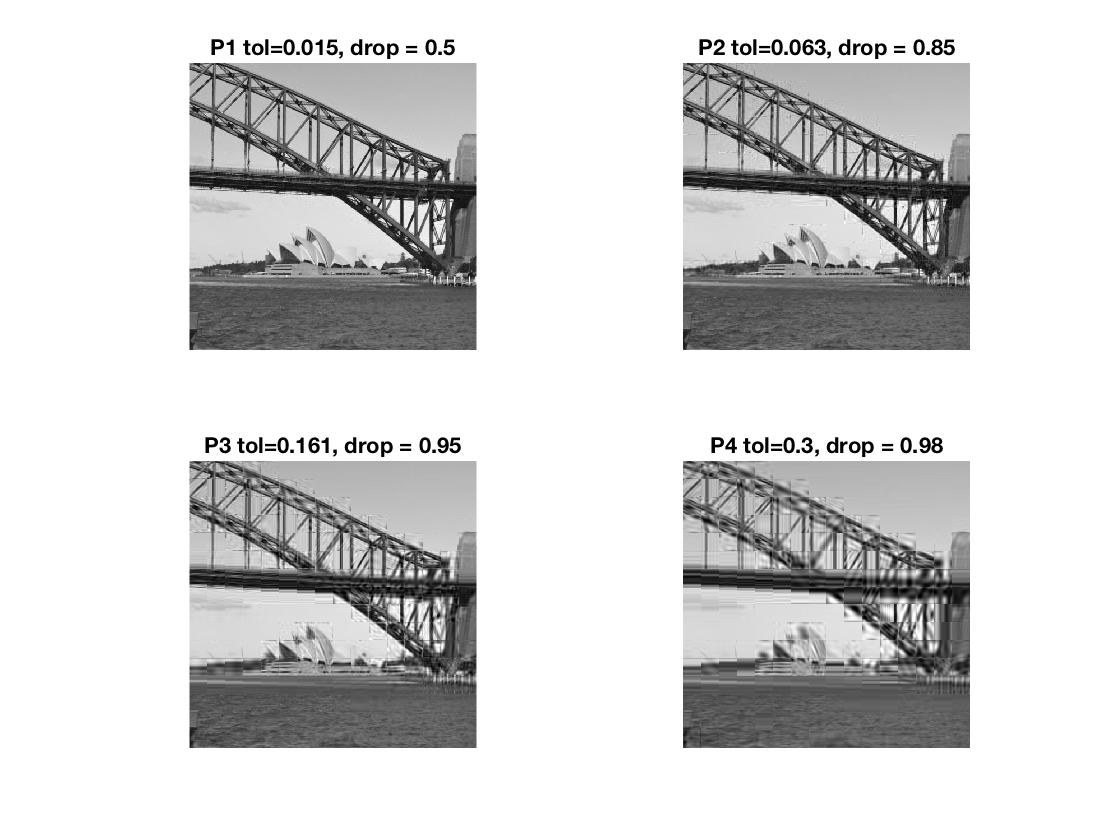 P1 tol=0.015, drop = 0.5
P2 tol=0.063, drop = 0.85
P3 tol=0.161, drop = 0.95
P4 tol=0.3, drop = 0.98